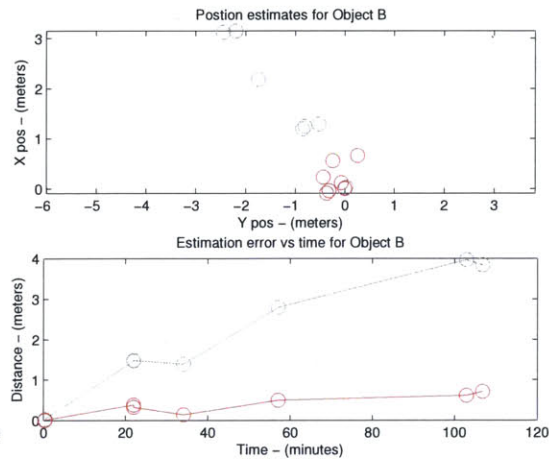 Postion estimates for Object B
X pos – (meters)
3
2
1
0
−6 −5 −4 −3 −2 −1 0 1 2 3
Y pos – (meters)
Estimation error vs time for Object B
Distance – (meters)
4
3
2
1
0
0 20 40 60 80 100 120
Time – (minutes)